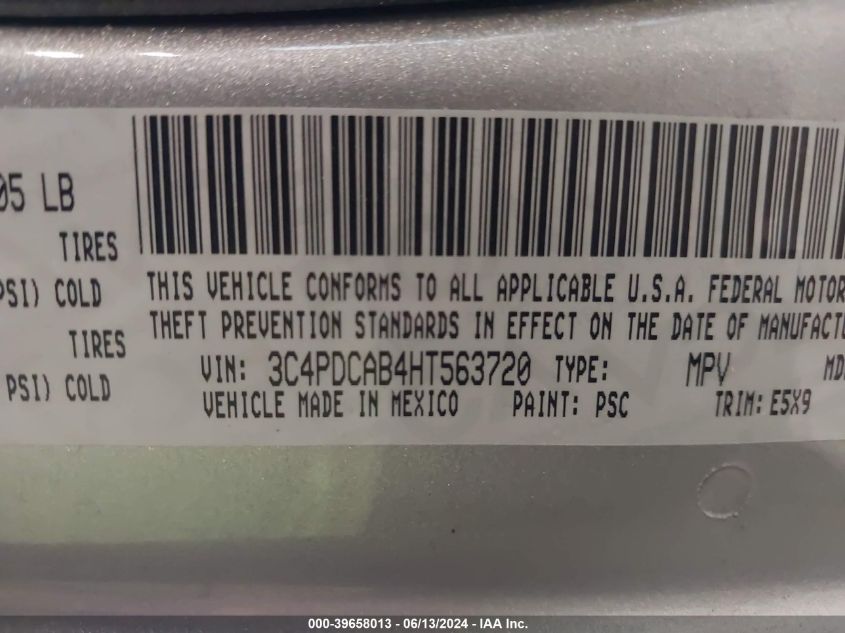 05 LB
TIRES
PSI) COLD
TIRES
PSI) COLD
THIS VEHICLE CONFORMS TO ALL APPLICABLE U.S.A. FEDERAL MOTOR
THEFT PREVENTION STANDARDS IN EFFECT ON THE DATE OF MANUFACTU
VIN: 3C4PDCAB4HT563720 TYPE: MPV MD
VEHICLE MADE IN MEXICO PAINT: PSC TRIM: E5X9
000-39658013 - 06/13/2024 - IAA Inc.